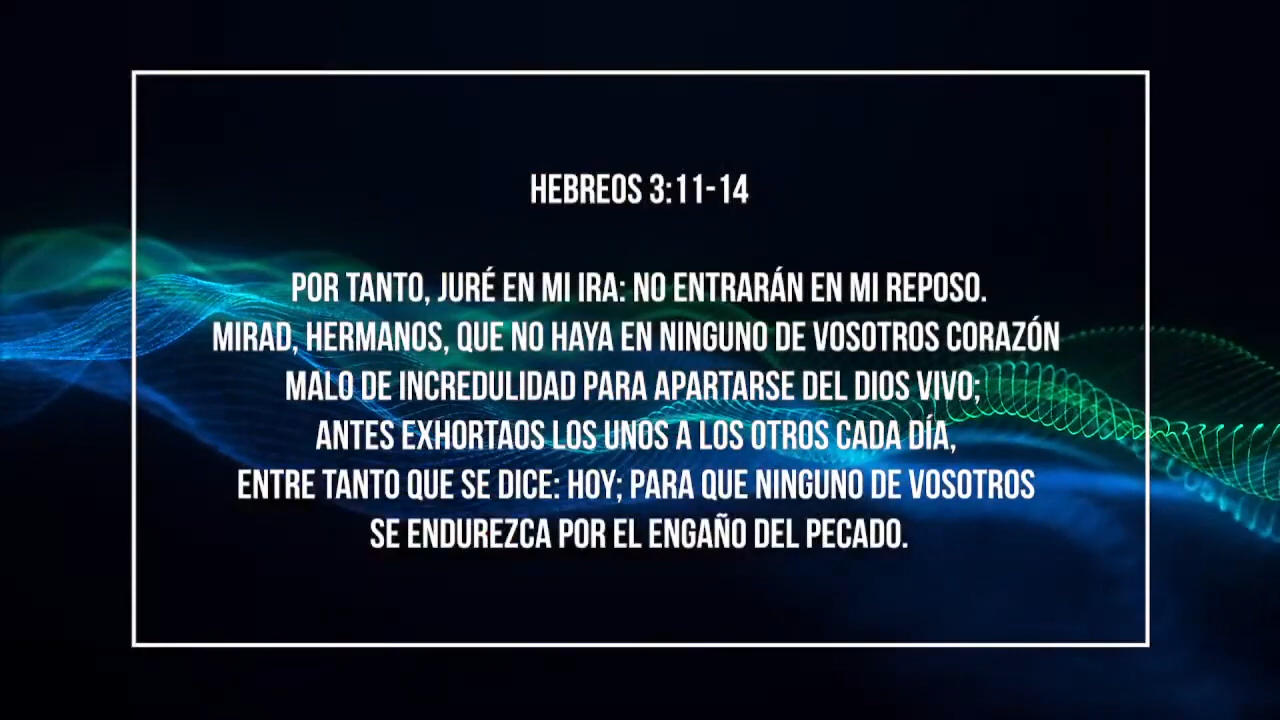 HEBREOS 3:11-14
POR TANTO, JURÉ EN MI IRA: NO ENTRARÁN EN MI REPOSO.
MIRAD, HERMANOS, QUE NO HAYA EN NINGUNO DE VOSOTROS CORAZÓN
MALO DE INCREDULIDAD PARA APARTARSE DEL DIOS VIVO;
ANTES EXHORTAOS LOS UNOS A LOS OTROS CADA DÍA,
ENTRE TANTO QUE SE DICE: HOY; PARA QUE NINGUNO DE VOSOTROS
SE ENDUREZCA POR EL ENGAÑO DEL PECADO.